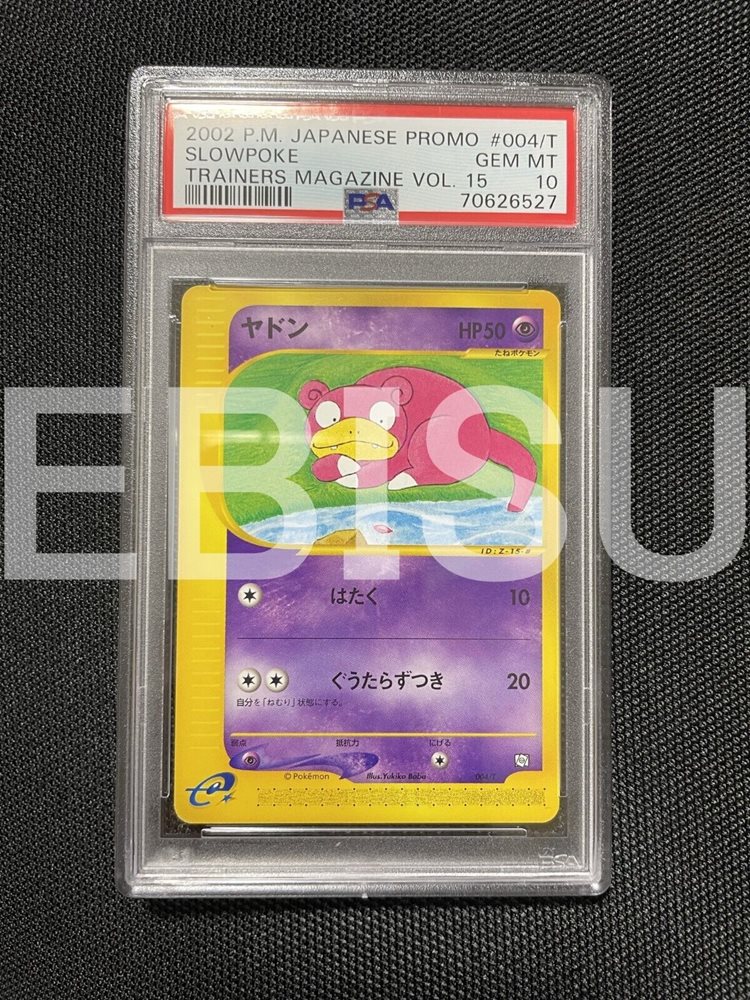 2002 P.M. JAPANESE PROMO #004/T
SLOWPOKE GEM MT
TRAINERS MAGAZINE VOL. 15 10
PSA 70626527
ヤドン HP50
たねポケモン
EBISU
ID:Z-15-#
はたく 10
ぐうたらずつき 20
自分を「ねむり」状態にする。
弱点 抵抗力 にげる
©Pokémon Illus.Yukiko Baba 004/T
e
PSA